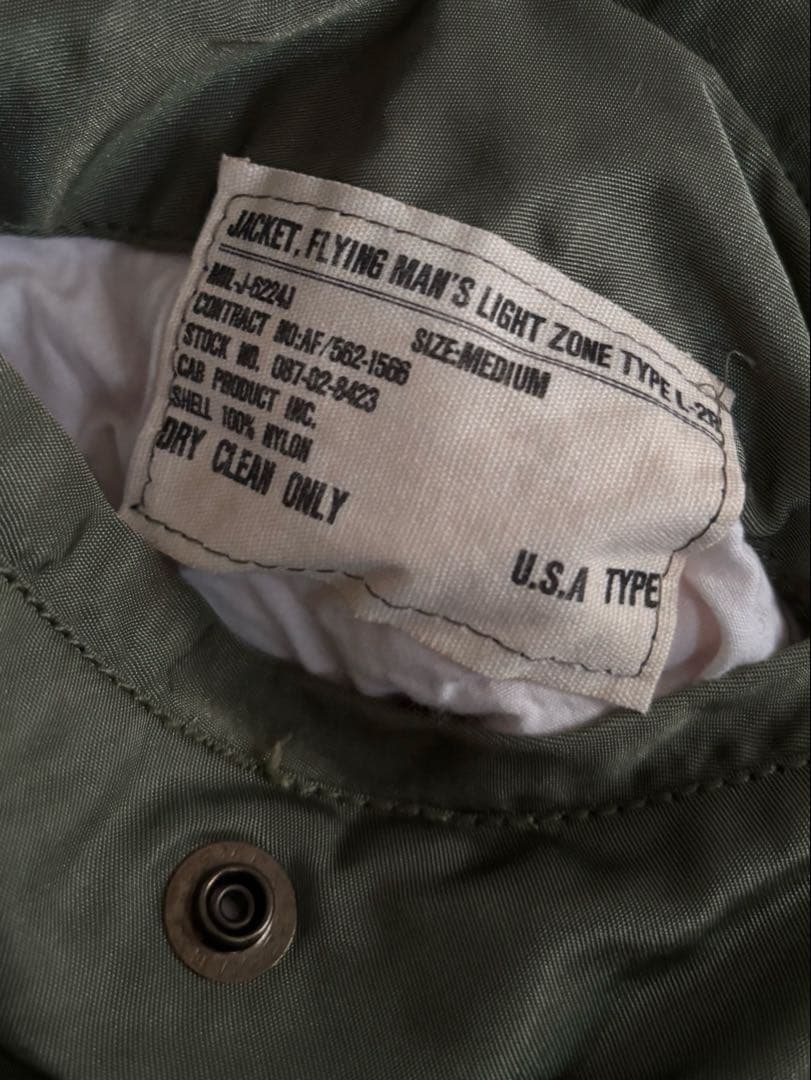 JACKET, FLYING MAN'S LIGHT ZONE TYPE L-2B
MIL-J-6224J
CONTRACT NO:AF/562-1566 SIZE:MEDIUM
STOCK NO. 087-02-8423
CAB PRODUCT INC.
SHELL 100% NYLON
DRY CLEAN ONLY
U.S.A TYPE